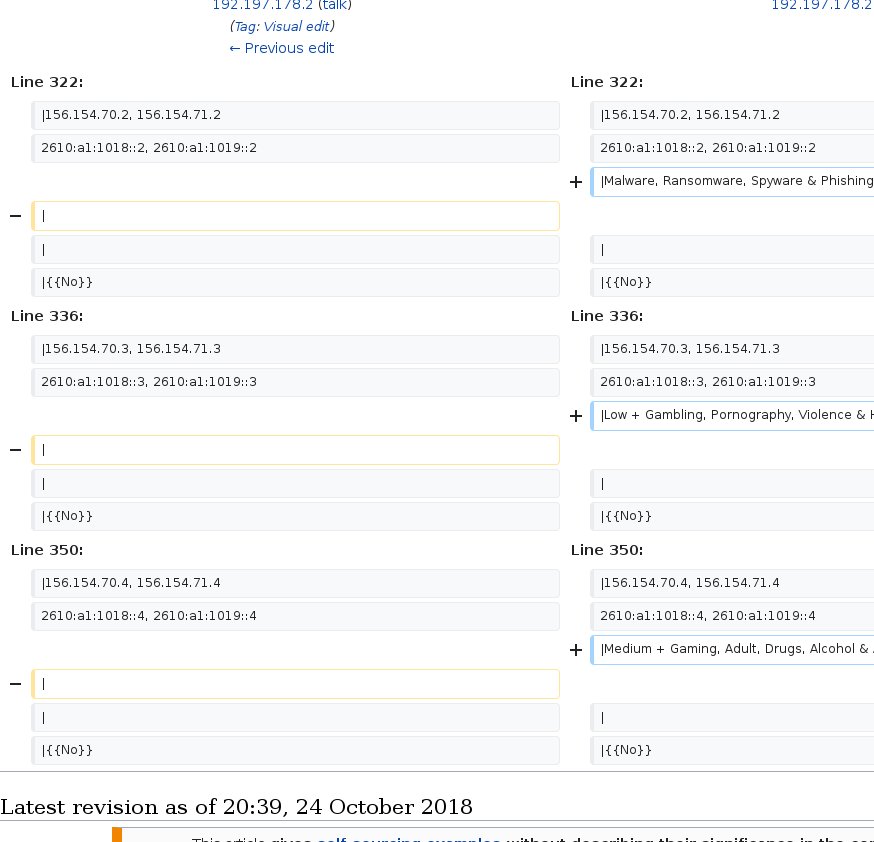 192.197.178.2 (talk) 192.197.178.2
(Tag: Visual edit)
← Previous edit
Line 322: Line 322:
|156.154.70.2, 156.154.71.2 |156.154.70.2, 156.154.71.2
2610:a1:1018::2, 2610:a1:1019::2 2610:a1:1018::2, 2610:a1:1019::2
+ |Malware, Ransomware, Spyware & Phishing
− |
| |
|{{No}} |{{No}}
Line 336: Line 336:
|156.154.70.3, 156.154.71.3 |156.154.70.3, 156.154.71.3
2610:a1:1018::3, 2610:a1:1019::3 2610:a1:1018::3, 2610:a1:1019::3
+ |Low + Gambling, Pornography, Violence &
− |
| |
|{{No}} |{{No}}
Line 350: Line 350:
|156.154.70.4, 156.154.71.4 |156.154.70.4, 156.154.71.4
2610:a1:1018::4, 2610:a1:1019::4 2610:a1:1018::4, 2610:a1:1019::4
+ |Medium + Gaming, Adult, Drugs, Alcohol &
− |
| |
|{{No}} |{{No}}
Latest revision as of 20:39, 24 October 2018
This article gives self-sourcing examples without describing their significance in the